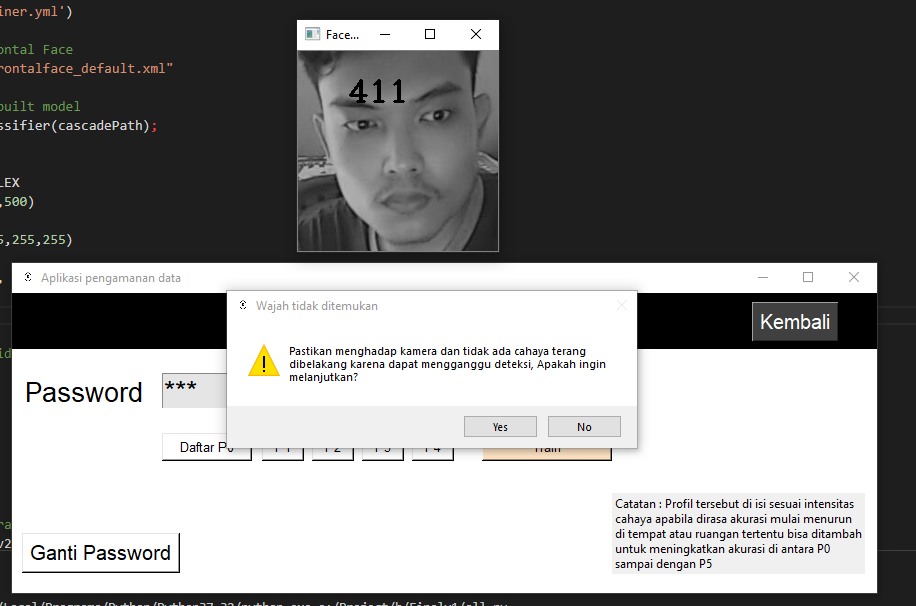 iner.yml')
Face...
ontal Face
rontalface_default.xml"
411
built model
ssifier(cascadePath);
LEX
,500)
5,255,255)
Aplikasi pengamanan data
Wajah tidak ditemukan
Kembali
Pastikan menghadap kamera dan tidak ada cahaya terang
dibelakang karena dapat mengganggu deteksi, Apakah ingin
melanjutkan?
id
Password
***
Yes
No
Daftar P0
Train
Catatan : Profil tersebut di isi sesuai intensitas
cahaya apabila dirasa akurasi mulai menurun
di tempat atau ruangan tertentu bisa ditambah
untuk meningkatkan akurasi di antara P0
sampai dengan P5
ra
v2
Ganti Password